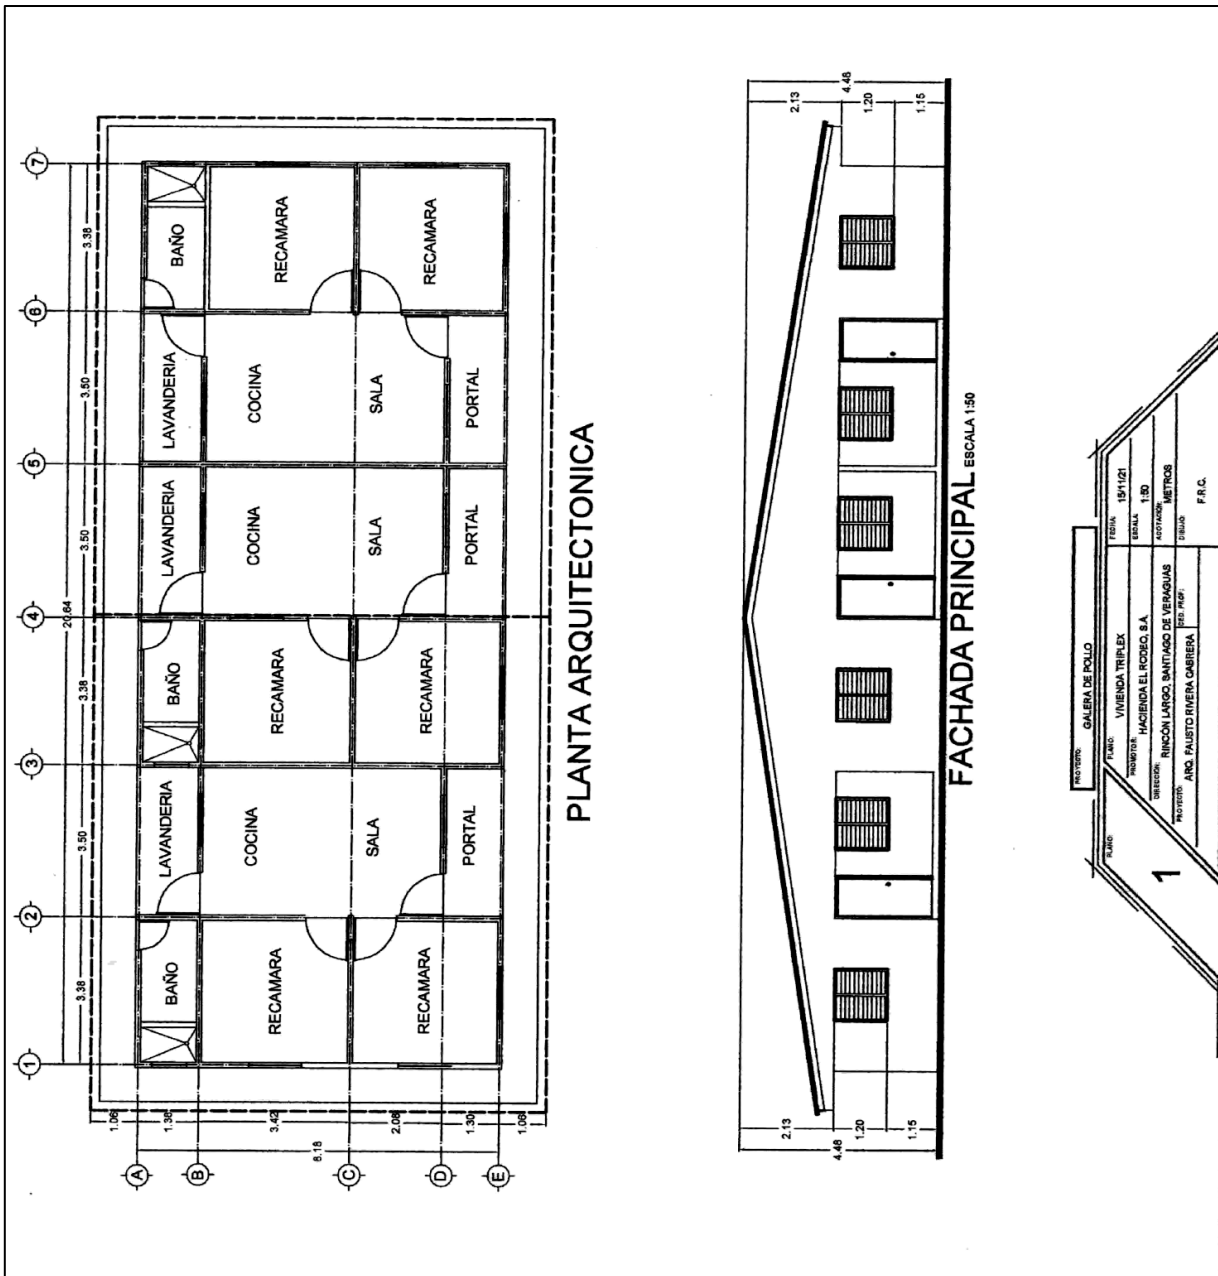 7
6
5
4
3
2
1
20.64
3.38
3.50
3.50
3.38
3.50
3.38
BAÑO
RECAMARA
RECAMARA
LAVANDERIA
COCINA
SALA
PORTAL
LAVANDERIA
COCINA
SALA
PORTAL
BAÑO
RECAMARA
RECAMARA
LAVANDERIA
COCINA
SALA
PORTAL
BAÑO
RECAMARA
RECAMARA
1.06
1.38
3.42
2.08
1.30
1.06
8.18
A
B
C
D
E
PLANTA ARQUITECTONICA
4.48
2.13
1.20
1.15
2.13
1.20
1.15
4.48
FACHADA PRINCIPAL ESCALA 1:50
PROYECTO: GALERA DE POLLO
PLANO: 1
PLANO: VIVIENDA TRIPLEX
FECHA: 15/11/21
PROMOTOR: HACIENDA EL RODEO, S.A.
ESCALA: 1:50
DIRECCIÓN: RINCÓN LARGO, SANTIAGO DE VERAGUAS
ACOTACIÓN: METROS
PROYECTO: ARQ. FAUSTO RIVERA CABRERA
DIBUJO: F.R.C.